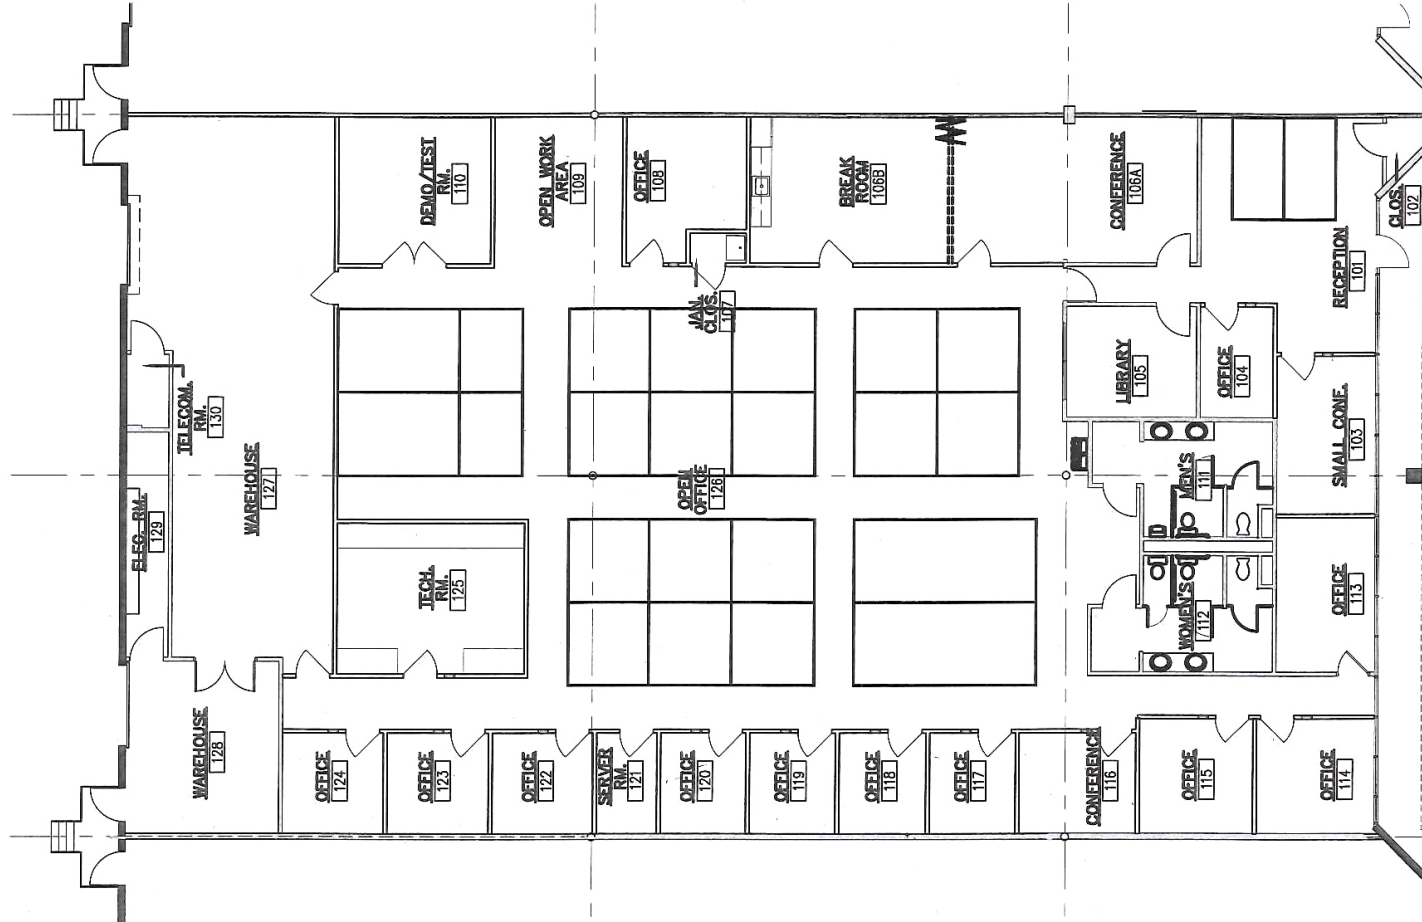 DEMO/TEST
RM.
110
OPEN WORK
AREA
109
OFFICE
108
BREAK
ROOM
106B
CONFERENCE
106A
CLOS.
102
RECEPTION
101
JAN.
CLOS.
107
LIBRARY
105
OFFICE
104
SMALL CONF.
103
TELECOM.
RM.
130
WAREHOUSE
127
ELEC. RM.
129
OPEN
OFFICE
126
MEN'S
111
TECH.
RM.
125
WOMEN'S
112
OFFICE
113
WAREHOUSE
128
OFFICE
124
OFFICE
123
OFFICE
122
SERVER
RM.
121
OFFICE
120
OFFICE
119
OFFICE
118
OFFICE
117
CONFERENCE
116
OFFICE
115
OFFICE
114